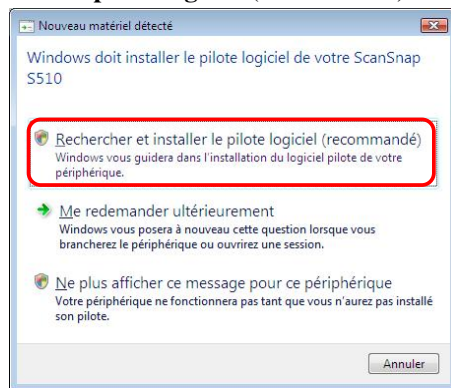 Nouveau matériel détecté
Windows doit installer le pilote logiciel de votre ScanSnap
S510
Rechercher et installer le pilote logiciel (recommandé)
Windows vous guidera dans l'installation du logiciel pilote de votre
périphérique.
Me redemander ultérieurement
Windows vous posera à nouveau cette question lorsque vous
brancherez le périphérique ou ouvrirez une session.
Ne plus afficher ce message pour ce périphérique
Votre périphérique ne fonctionnera pas tant que vous n'aurez pas installé
son pilote.
Annuler